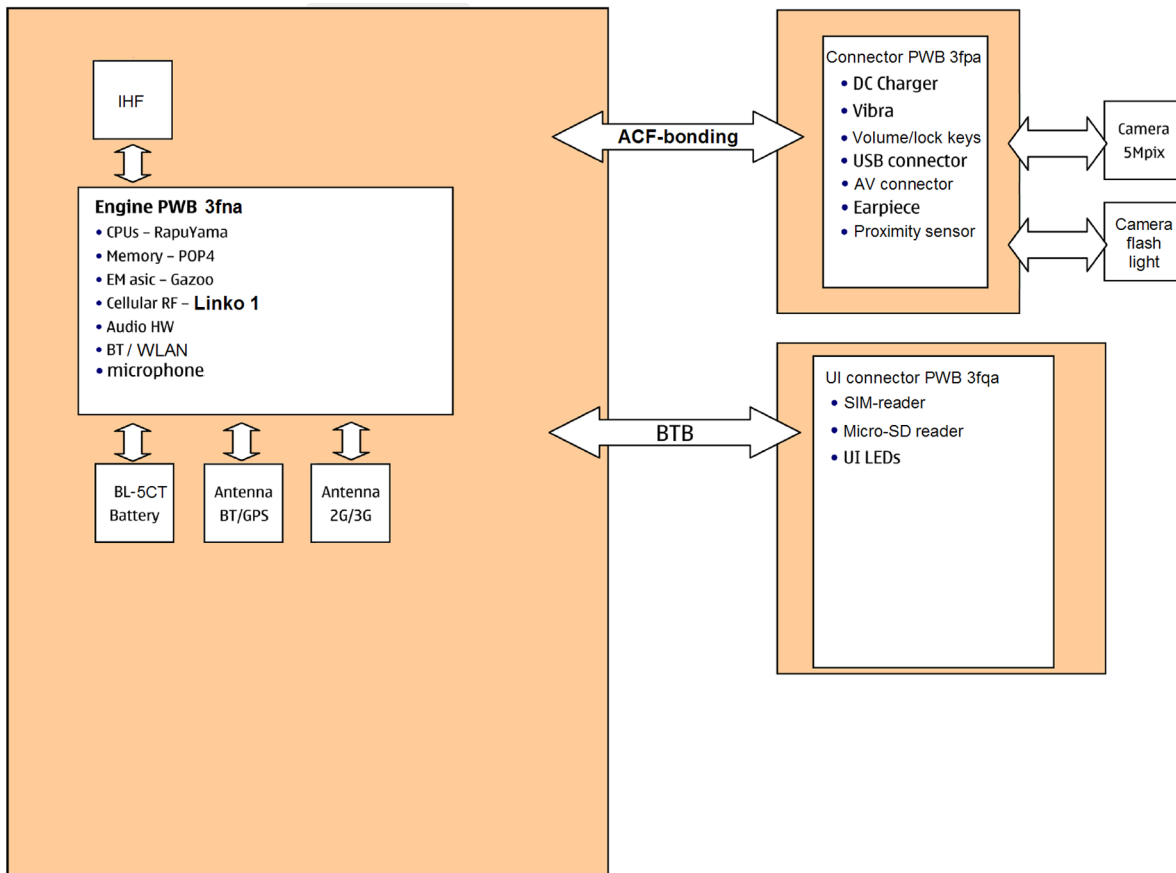 IHF
Engine PWB 3fna
• CPUs – RapuYama
• Memory – POP4
• EM asic – Gazoo
• Cellular RF – Linko 1
• Audio HW
• BT / WLAN
• microphone
BL-5CT
Battery
Antenna
BT/GPS
Antenna
2G/3G
ACF-bonding
BTB
Connector PWB 3fpa
• DC Charger
• Vibra
• Volume/lock keys
• USB connector
• AV connector
• Earpiece
• Proximity sensor
Camera
5Mpix
Camera
flash
light
UI connector PWB 3fqa
• SIM-reader
• Micro-SD reader
• UI LEDs